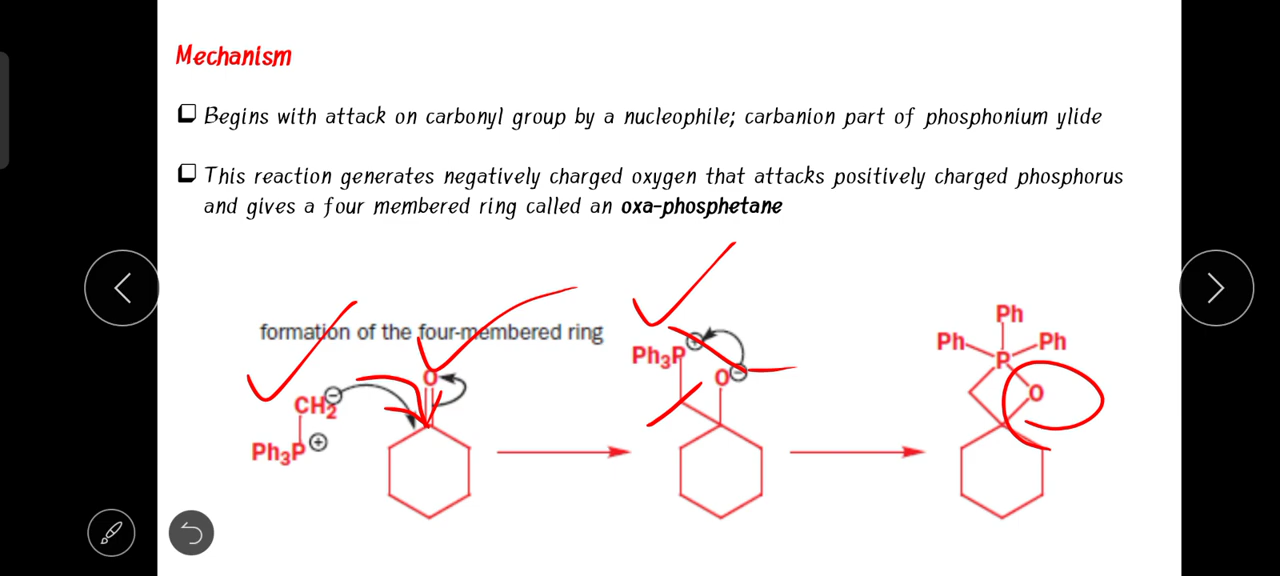 Mechanism
Begins with attack on carbonyl group by a nucleophile; carbanion part of phosphonium ylide
This reaction generates negatively charged oxygen that attacks positively charged phosphorus
and gives a four membered ring called an oxa-phosphetane
formation of the four-membered ring
Ph
Ph
Ph
Ph₃P⊕
P
O
O⊖
O
CH₂⊖
Ph₃P⊕